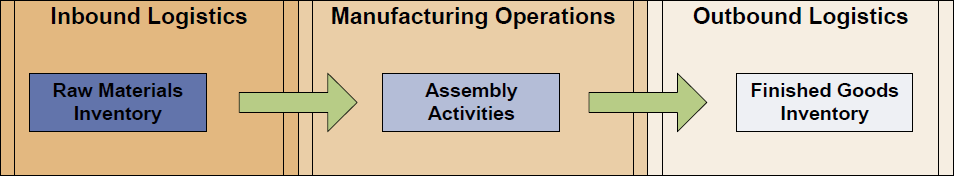 Inbound Logistics
Manufacturing Operations
Outbound Logistics
Raw Materials
Inventory
Assembly
Activities
Finished Goods
Inventory